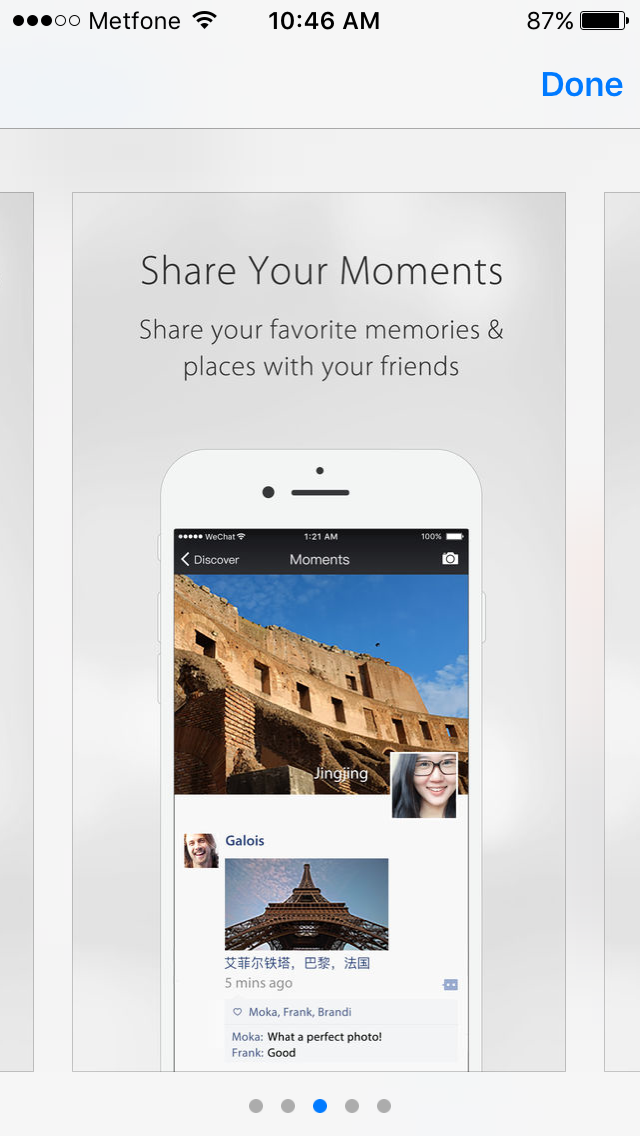 Metfone 10:46 AM 87%
Done
Share Your Moments
Share your favorite memories &
places with your friends
WeChat 1:21 AM 100%
Discover Moments
Jingjing
Galois
艾菲尔铁塔，巴黎，法国
5 mins ago
Moka, Frank, Brandi
Moka: What a perfect photo!
Frank: Good